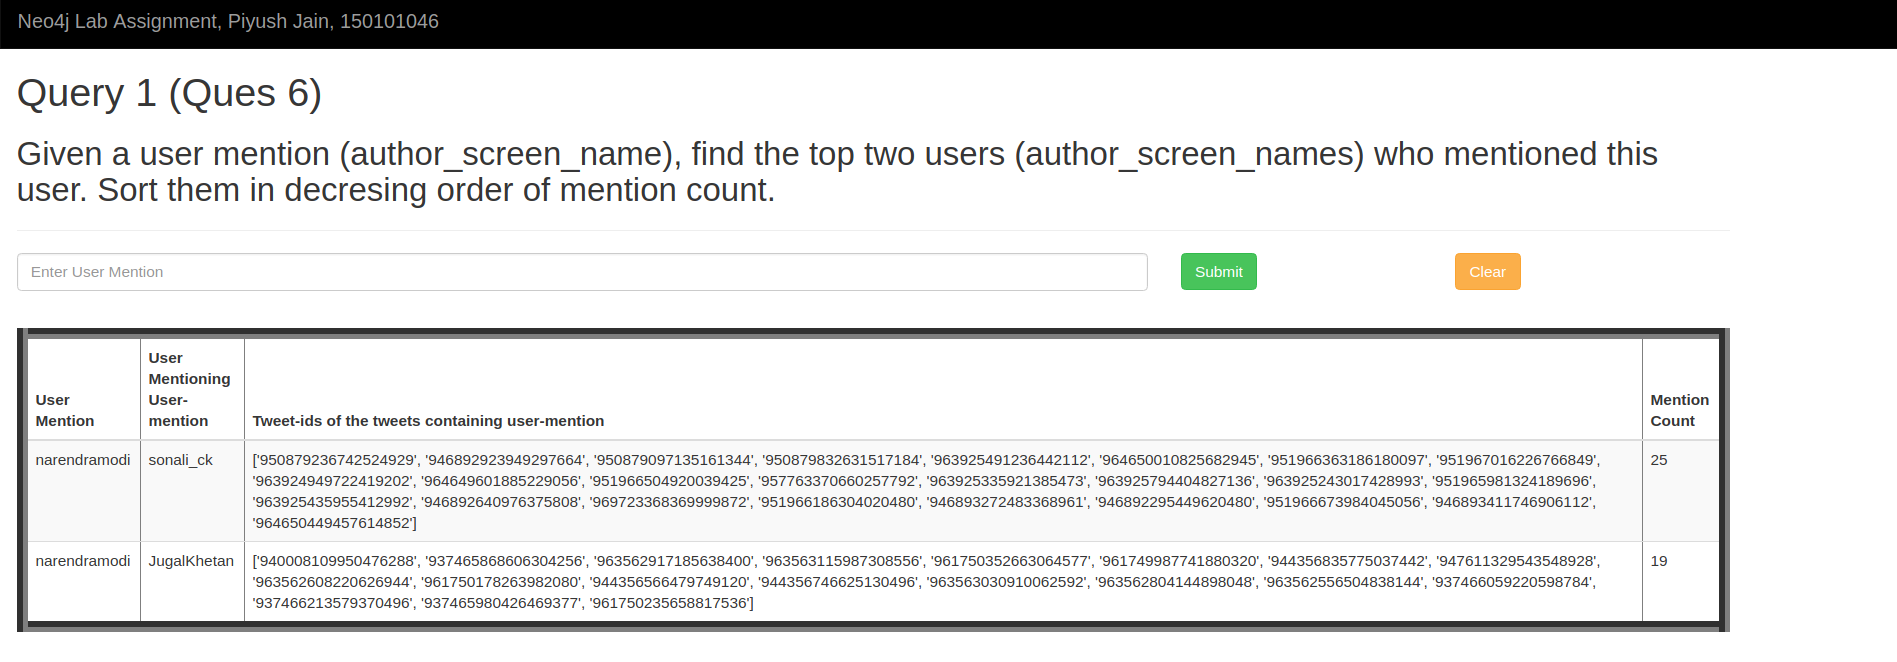 Neo4j Lab Assignment, Piyush Jain, 150101046
Query 1 (Ques 6)
Given a user mention (author_screen_name), find the top two users (author_screen_names) who mentioned this
user. Sort them in decresing order of mention count.
Enter User Mention
Submit
Clear
User
Mention
User
Mentioning
User-
mention
Tweet-ids of the tweets containing user-mention
Mention
Count
narendramodi
sonali_ck
['950879236742524929', '946892923949297664', '950879097135161344', '950879832631517184', '963925491236442112', '964650010825682945', '951966363186180097', '951967016226766849',
'963924949722419202', '964649601885229056', '951966504920039425', '957763370660257792', '963925335921385473', '963925794404827136', '963925243017428993', '951965981324189696',
'963925435955412992', '946892640976375808', '969723368369999872', '951966186304020480', '946893272483368961', '946892295449620480', '951966673984045056', '946893411746906112',
'964650449457614852']
25
narendramodi
JugalKhetan
['940008109950476288', '937465868606304256', '963562917185638400', '963563115987308556', '961750352663064577', '961749987741880320', '944356835775037442', '947611329543548928',
'963562608220626944', '961750178263982080', '944356566479749120', '944356746625130496', '963563030910062592', '963562804144898048', '963562556504838144', '937466059220598784',
'937466213579370496', '937465980426469377', '961750235658817536']
19